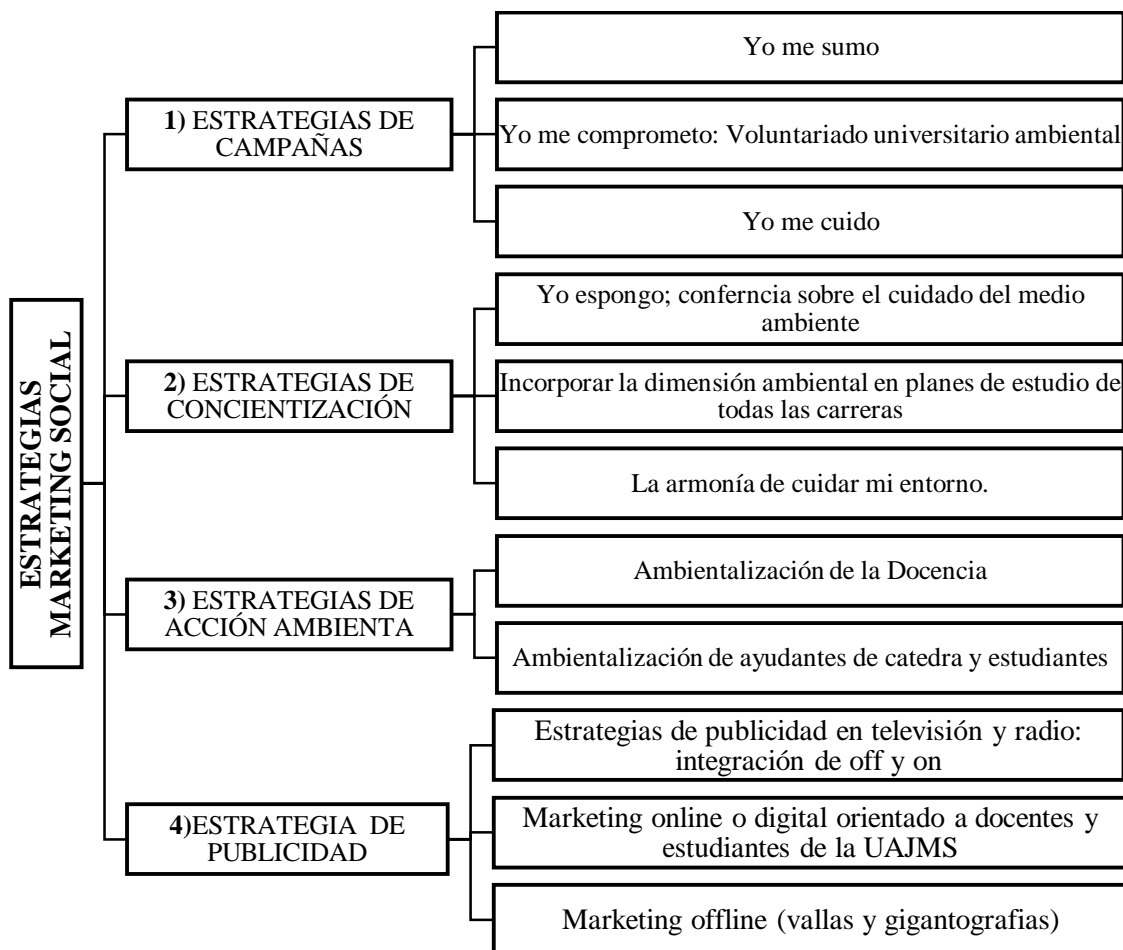 ESTRATEGIAS
MARKETING SOCIAL
1) ESTRATEGIAS DE
CAMPAÑAS
Yo me sumo
Yo me comprometo: Voluntariado universitario ambiental
Yo me cuido
2) ESTRATEGIAS DE
CONCIENTIZACIÓN
Yo espongo; conferncia sobre el cuidado del medio
ambiente
Incorporar la dimensión ambiental en planes de estudio de
todas las carreras
La armonía de cuidar mi entorno.
3) ESTRATEGIAS DE
ACCIÓN AMBIENTA
Ambientalización de la Docencia
Ambientalización de ayudantes de catedra y estudiantes
4)ESTRATEGIA DE
PUBLICIDAD
Estrategias de publicidad en televisión y radio:
integración de off y on
Marketing online o digital orientado a docentes y
estudiantes de la UAJMS
Marketing offline (vallas y gigantografias)